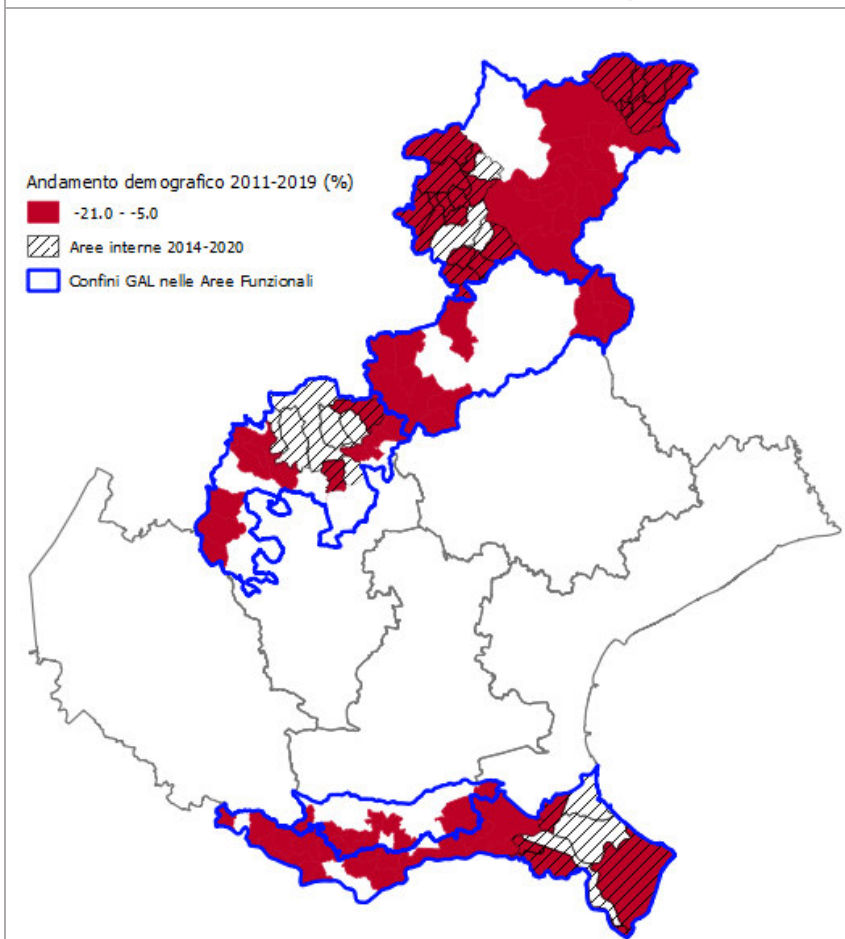 Andamento demografico 2011-2019 (%)
-21.0 - -5.0
Aree interne 2014-2020
Confini GAL nelle Aree Funzionali